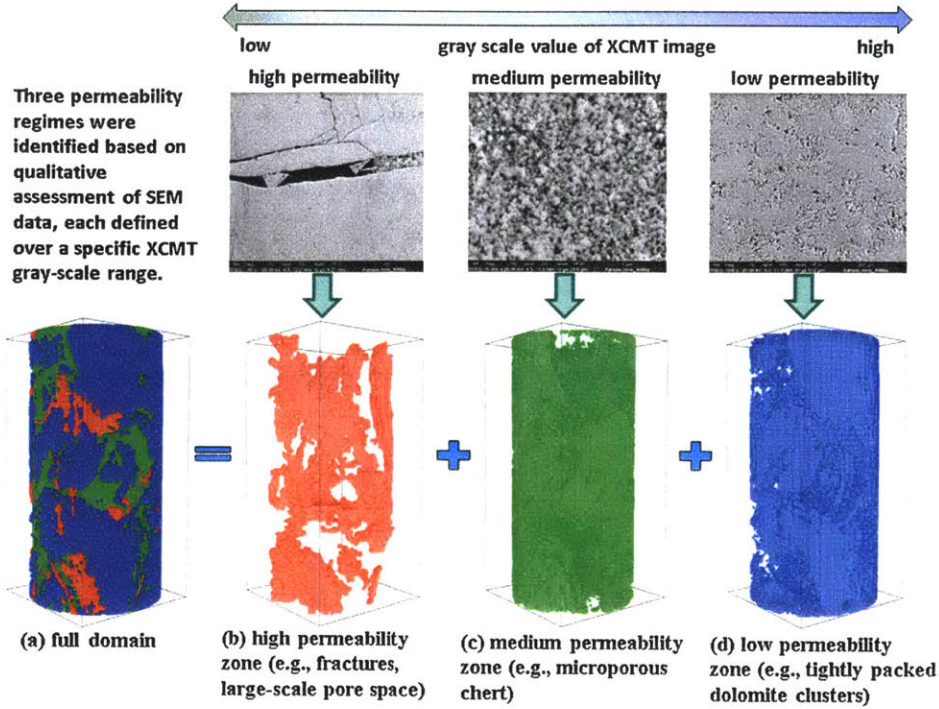 low
gray scale value of XCMT image
high
high permeability
medium permeability
low permeability
Three permeability
regimes were
identified based on
qualitative
assessment of SEM
data, each defined
over a specific XCMT
gray-scale range.
(a) full domain
(b) high permeability
zone (e.g., fractures,
large-scale pore space)
(c) medium permeability
zone (e.g., microporous
chert)
(d) low permeability
zone (e.g., tightly packed
dolomite clusters)